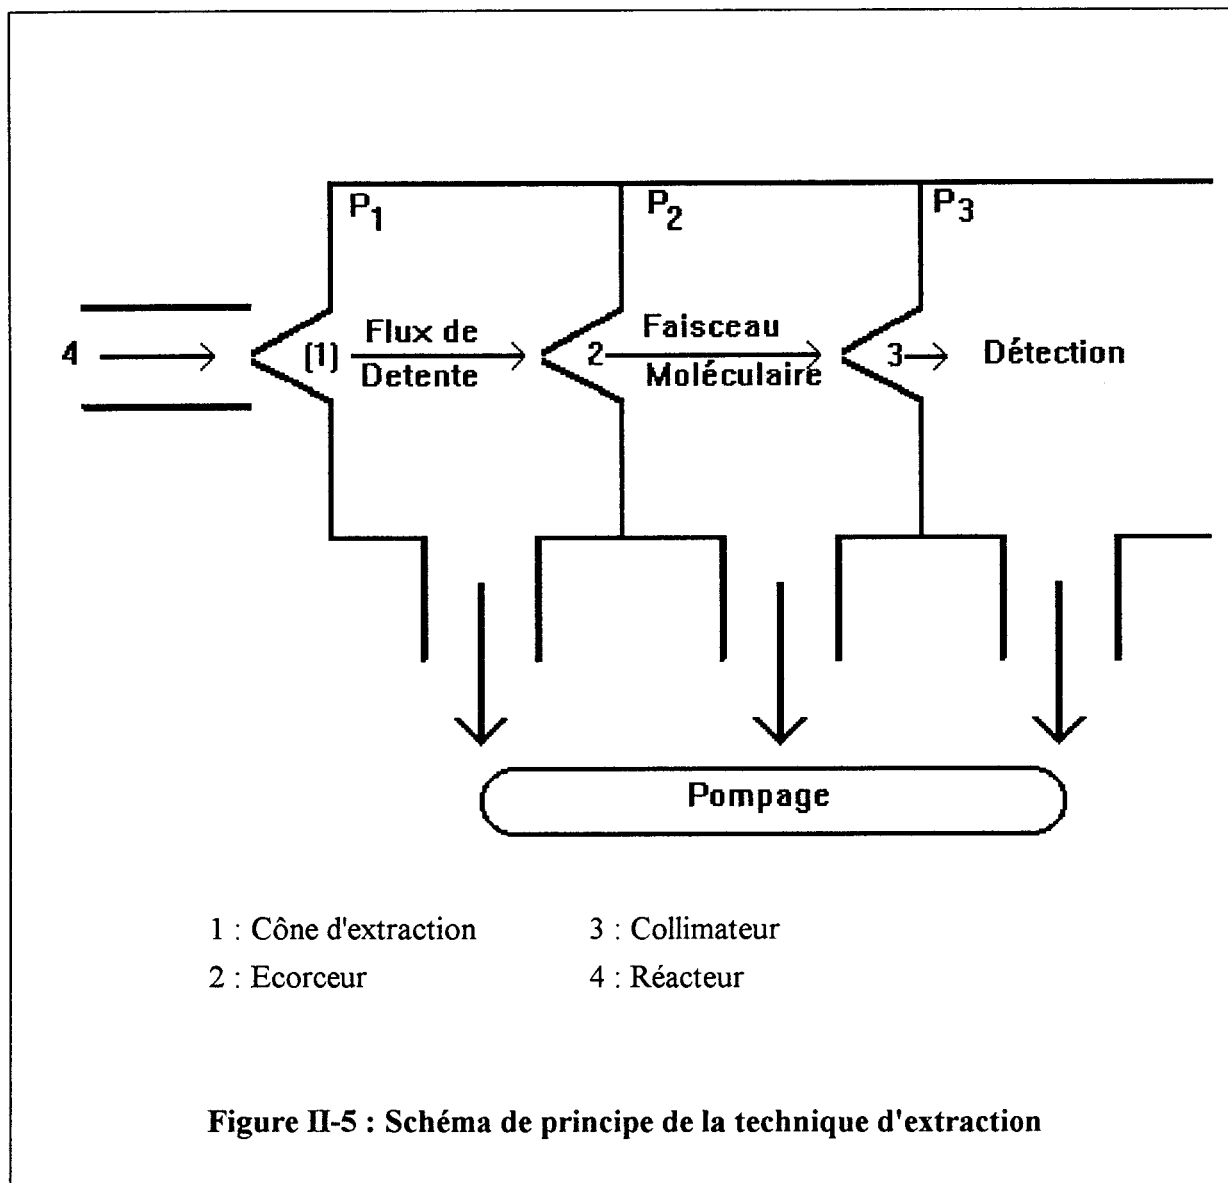 P1
P2
P3
4
(1)
Flux de
Detente
2
Faisceau
Moléculaire
3
Détection
Pompage
1 : Cône d'extraction
3 : Collimateur
2 : Ecorceur
4 : Réacteur
Figure II-5 : Schéma de principe de la technique d'extraction